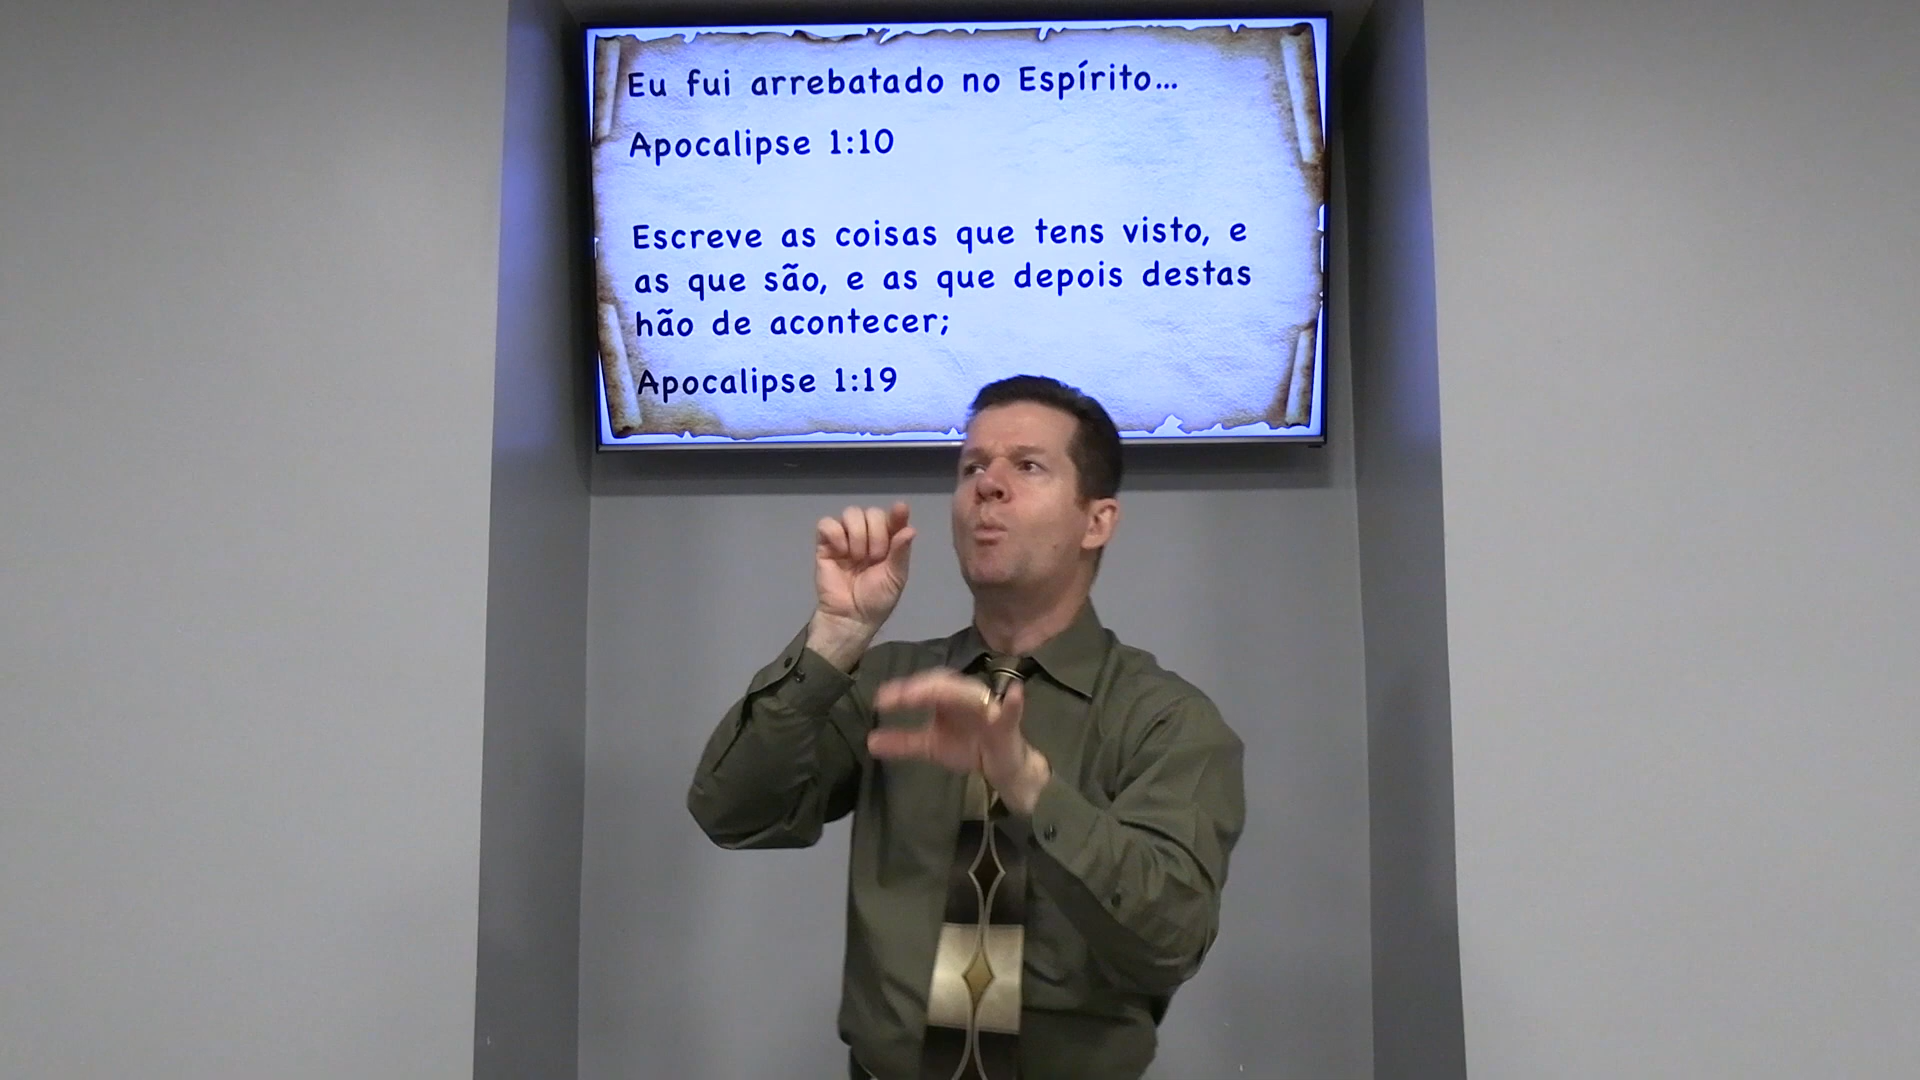 Eu fui arrebatado no Espírito...
Apocalipse 1:10
Escreve as coisas que tens visto, e
as que são, e as que depois destas
hão de acontecer;
Apocalipse 1:19